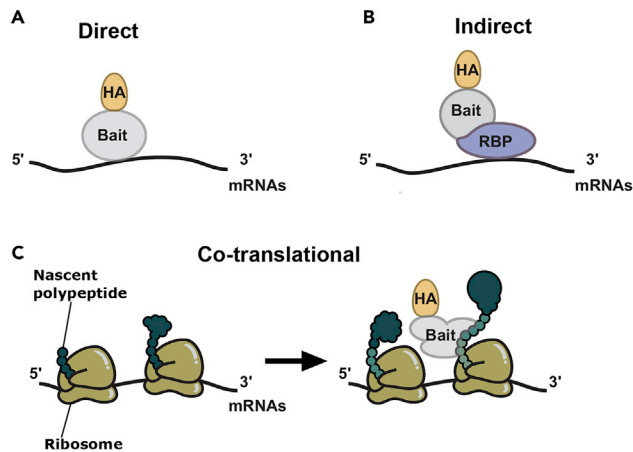 A
Direct
HA
Bait
5'
3'
mRNAs
B
Indirect
HA
Bait
RBP
5'
3'
mRNAs
C
Co-translational
Nascent
polypeptide
5'
3'
mRNAs
Ribosome
HA
Bait
5'
3'
mRNAs